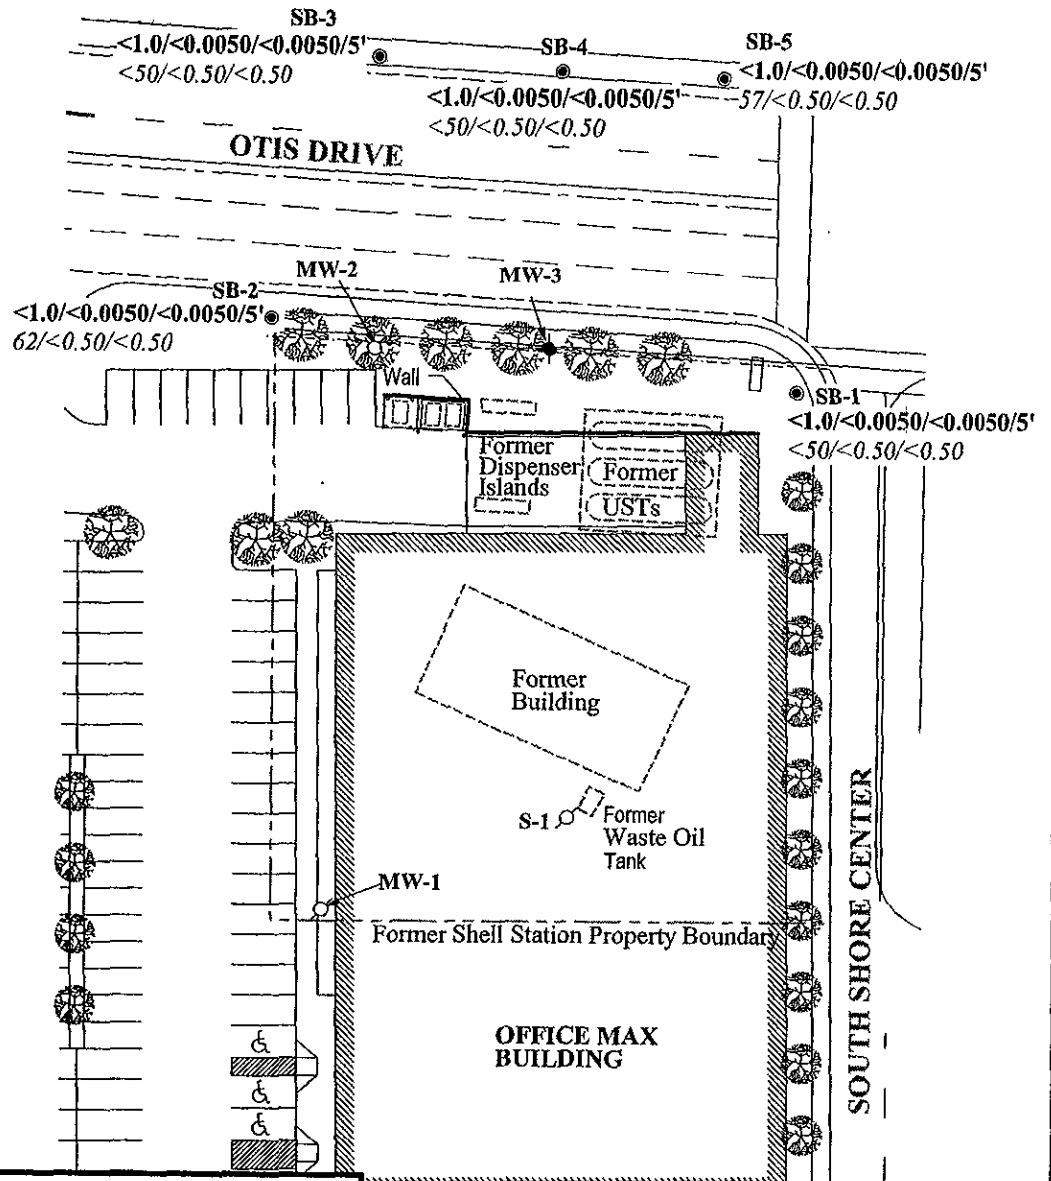 SB-3
<1.0/<0.0050/<0.0050/5'
<50/<0.50/<0.50
SB-4
<1.0/<0.0050/<0.0050/5'
<50/<0.50/<0.50
SB-5
<1.0/<0.0050/<0.0050/5'
57/<0.50/<0.50
OTIS DRIVE
MW-2
MW-3
SB-2
<1.0/<0.0050/<0.0050/5'
62/<0.50/<0.50
Wall
SB-1
<1.0/<0.0050/<0.0050/5'
<50/<0.50/<0.50
Former
Dispenser
Islands
Former
USTs
Former
Building
S-1
Former
Waste Oil
Tank
MW-1
Former Shell Station Property Boundary
OFFICE MAX
BUILDING
SOUTH SHORE CENTER